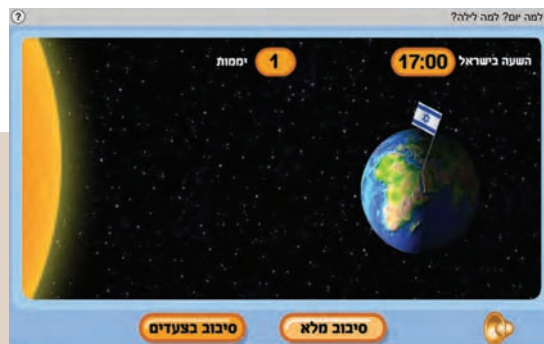 למה יום? למה לילה?
?
השעה בישראל 17:00
1 יממות
סיבוב מלא
סיבוב בצעדים